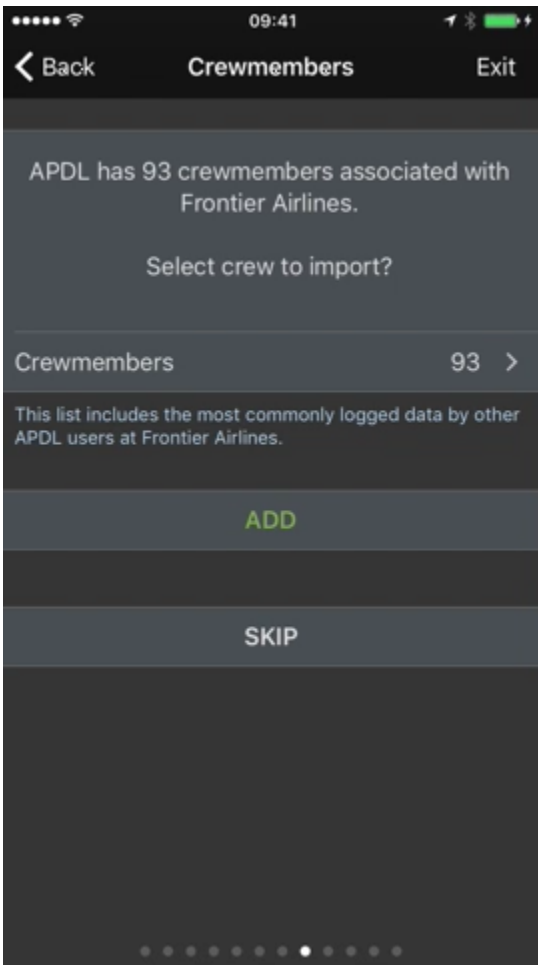 09:41
Back
Crewmembers
Exit
APDL has 93 crewmembers associated with
Frontier Airlines.
Select crew to import?
Crewmembers 93
This list includes the most commonly logged data by other
APDL users at Frontier Airlines.
ADD
SKIP